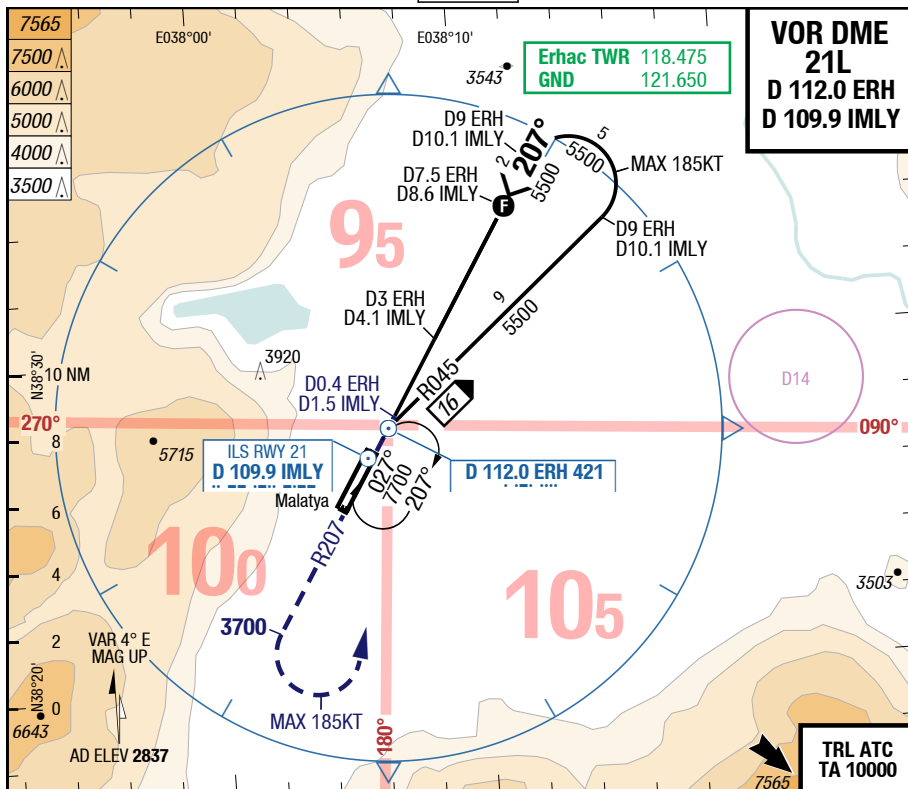 7565
7500
6000
5000
4000
3500
E038°00'
E038°10'
3543
Erhac TWR 118.475
GND 121.650
VOR DME
21L
D 112.0 ERH
D 109.9 IMLY
D9 ERH
D10.1 IMLY
2
207°
5500
5
5500
MAX 185KT
D7.5 ERH
D8.6 IMLY
F
D9 ERH
D10.1 IMLY
95
D3 ERH
D4.1 IMLY
9
5500
3920
N38°30'
10 NM
D14
D0.4 ERH
D1.5 IMLY
R045
16
270°
090°
8
5715
ILS RWY 21
D 109.9 IMLY
D 112.0 ERH 421
027°
7700
207°
Malatya
6
R207
100
105
4
3503
3700
2
VAR 4° E
MAG UP
N38°20'
0
6643
MAX 185KT
180°
AD ELEV 2837
7565
TRL ATC
TA 10000